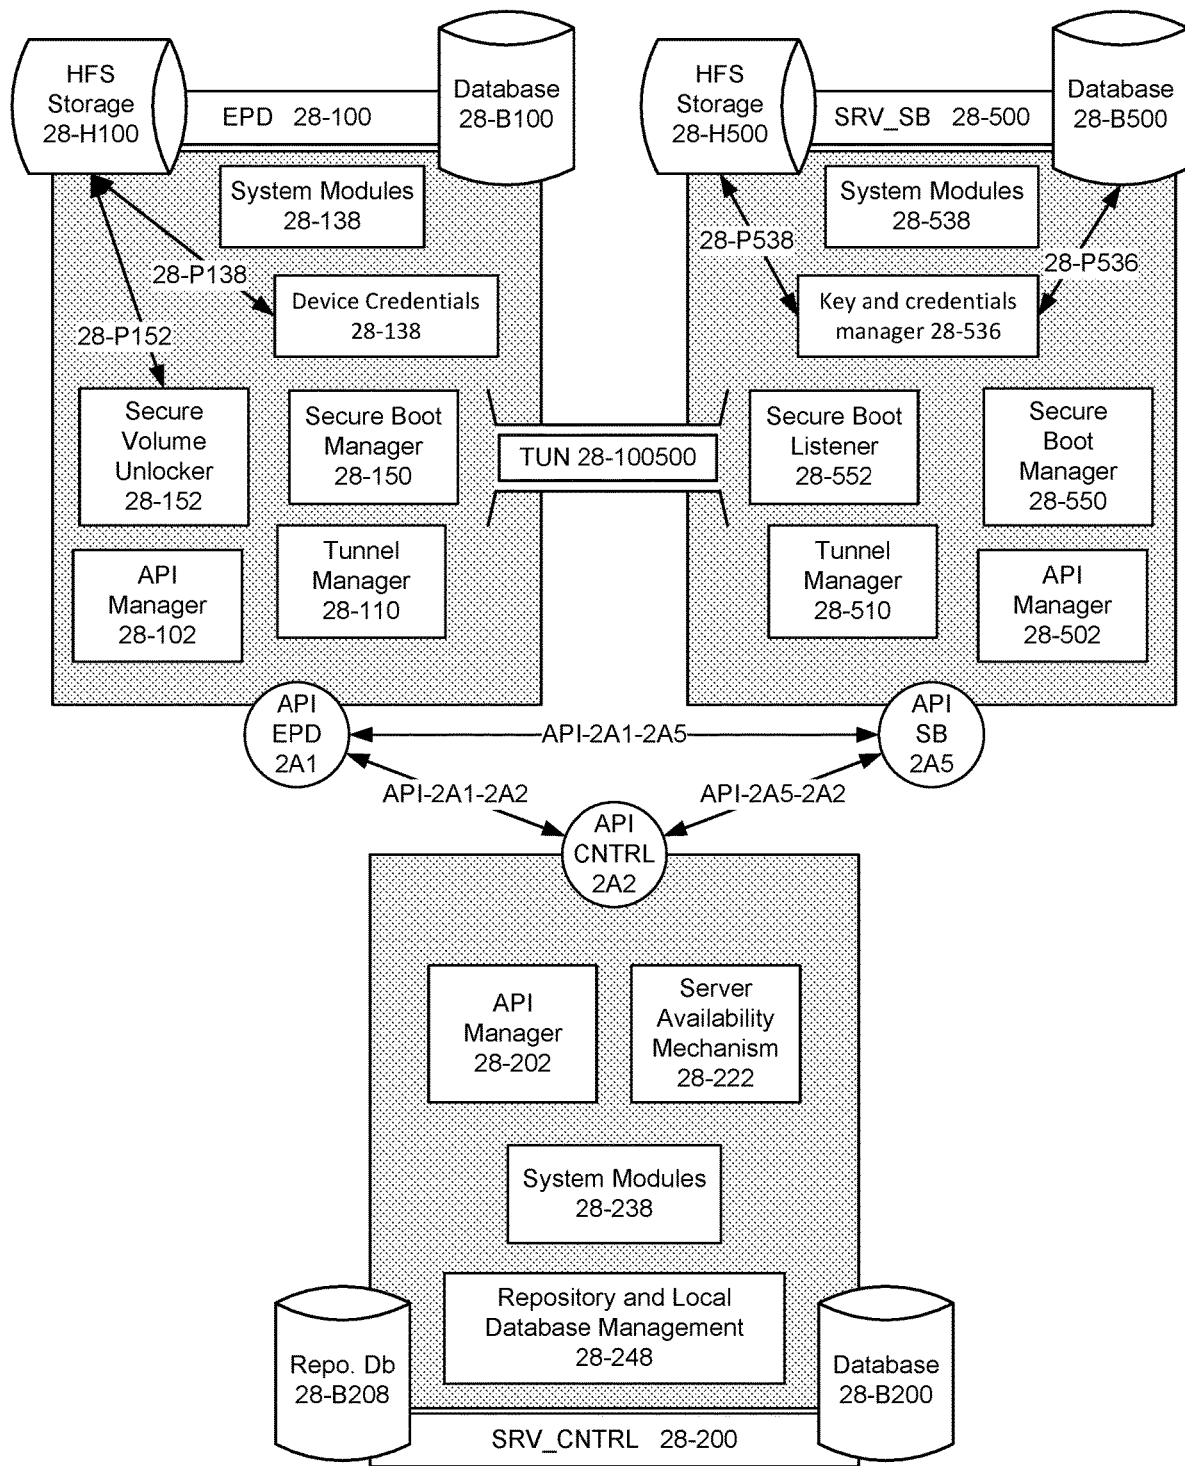 HFS
Storage
28-H100
EPD 28-100
Database
28-B100
HFS
Storage
28-H500
SRV_SB 28-500
Database
28-B500
System Modules
28-138
System Modules
28-538
28-P138
28-P538
28-P536
Device Credentials
28-138
Key and credentials
manager 28-536
28-P152
Secure
Volume
Unlocker
28-152
Secure Boot
Manager
28-150
TUN 28-100500
Secure Boot
Listener
28-552
Secure
Boot
Manager
28-550
API
Manager
28-102
Tunnel
Manager
28-110
Tunnel
Manager
28-510
API
Manager
28-502
API
EPD
2A1
API-2A1-2A5
API
SB
2A5
API-2A1-2A2
API-2A5-2A2
API
CNTRL
2A2
API
Manager
28-202
Server
Availability
Mechanism
28-222
System Modules
28-238
Repository and Local
Database Management
28-248
Repo. Db
28-B208
Database
28-B200
SRV_CNTRL 28-200